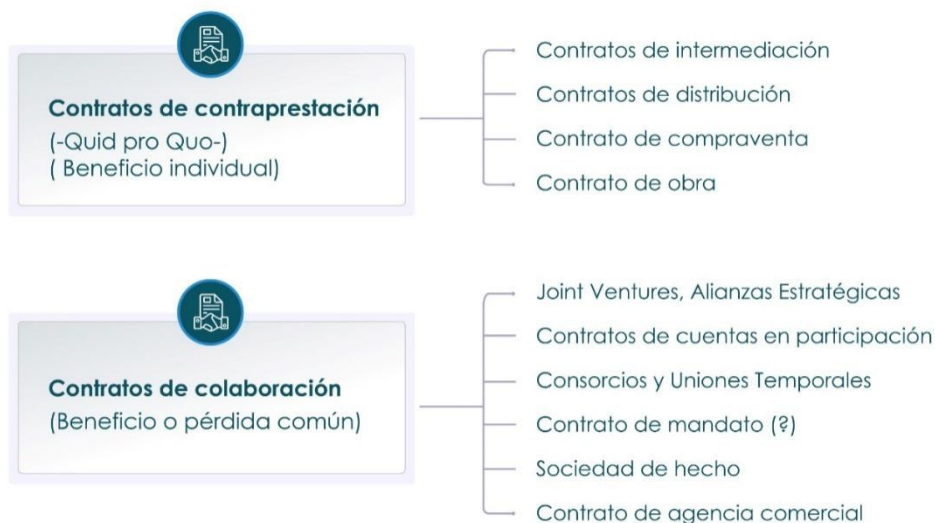 Contratos de contraprestación
(-Quid pro Quo-)
( Beneficio individual)
Contratos de intermediación
Contratos de distribución
Contrato de compraventa
Contrato de obra
Contratos de colaboración
(Beneficio o pérdida común)
Joint Ventures, Alianzas Estratégicas
Contratos de cuentas en participación
Consorcios y Uniones Temporales
Contrato de mandato (?)
Sociedad de hecho
Contrato de agencia comercial